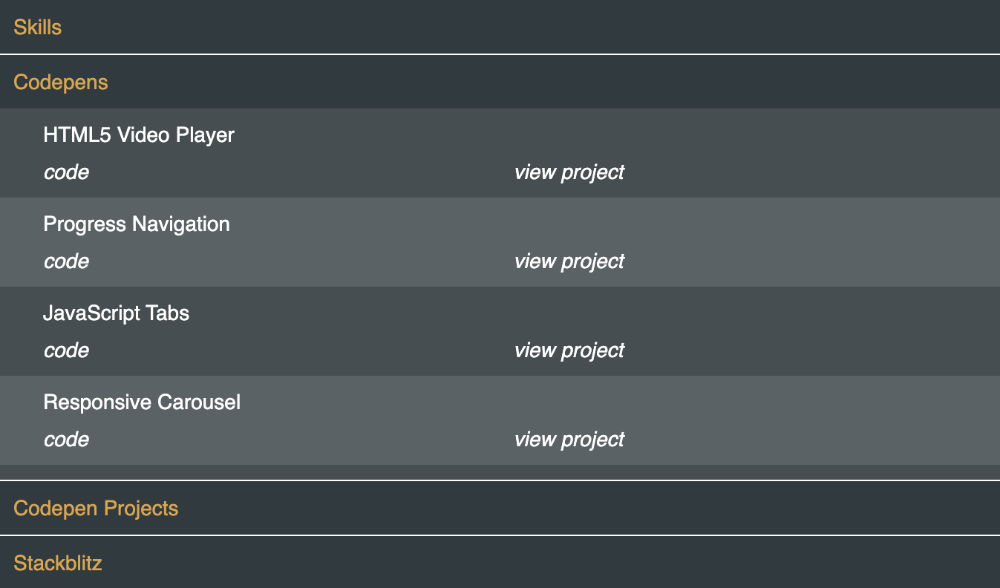 Skills
Codepens
HTML5 Video Player
code view project
Progress Navigation
code view project
JavaScript Tabs
code view project
Responsive Carousel
code view project
Codepen Projects
Stackblitz